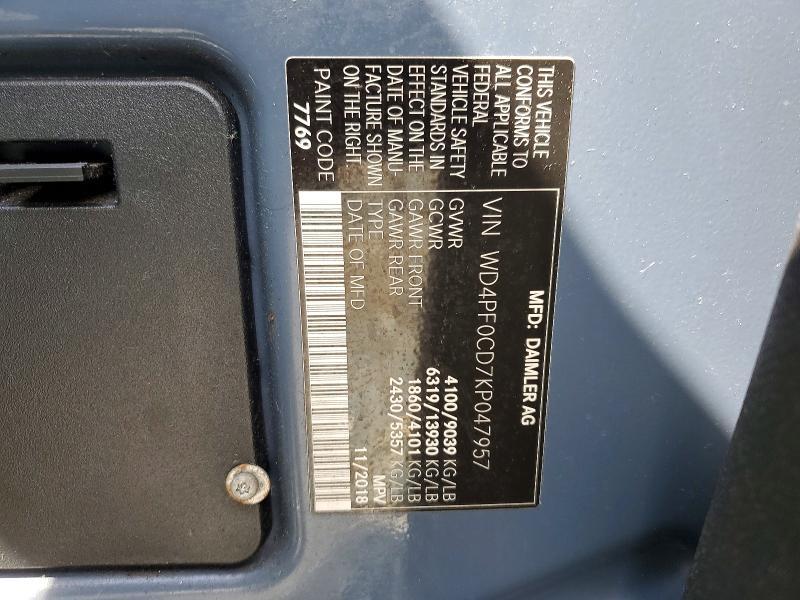 MFD: DAIMLER AG
VIN WD4PF0CD7KP047957
GVWR 4100/9039 KG/LB
GCWR 6319/13930 KG/LB
GAWR FRONT 1860/4101 KG/LB
GAWR REAR 2430/5357 KG/LB
TYPE MPV
DATE OF MFD 11/2018
THIS VEHICLE
CONFORMS TO
ALL APPLICABLE
FEDERAL
VEHICLE SAFETY
STANDARDS IN
EFFECT ON THE
DATE OF MANU-
FACTURE SHOWN
ON THE RIGHT
PAINT CODE
7769